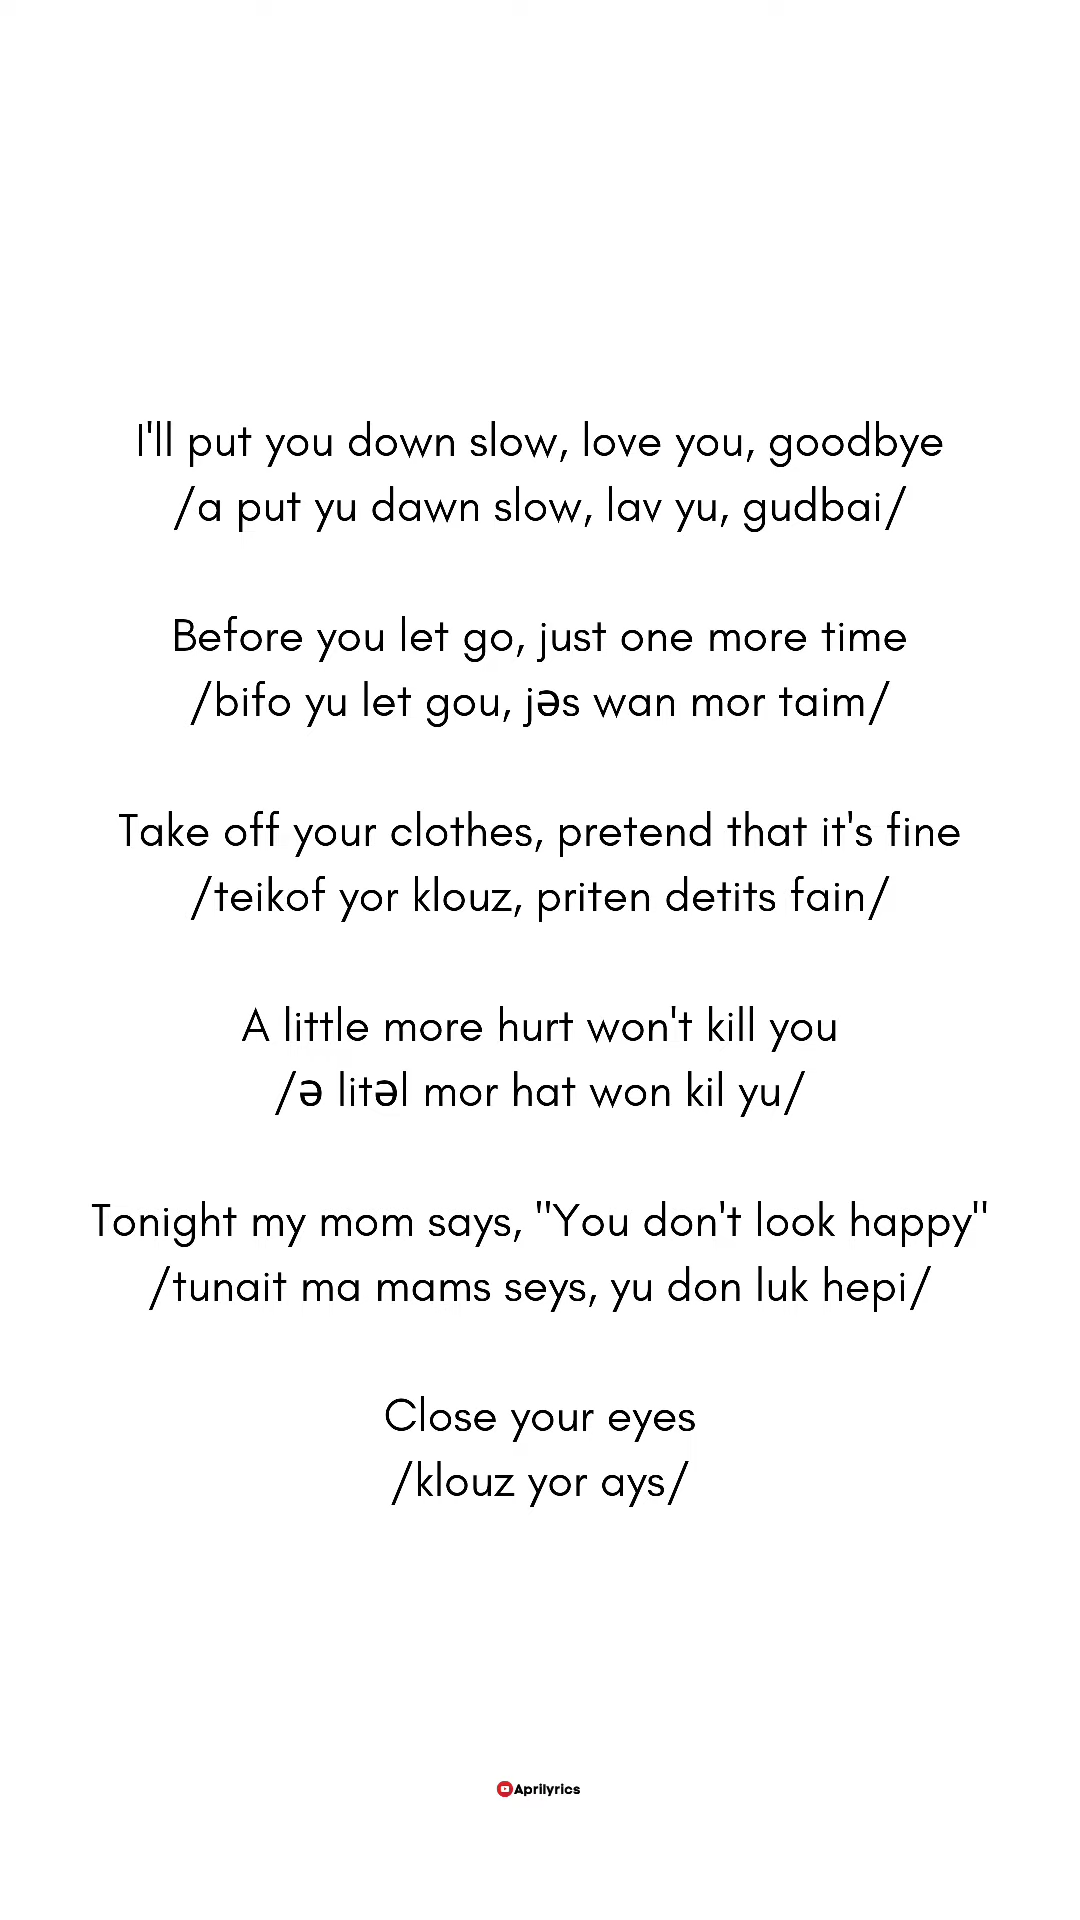 I'll put you down slow, love you, goodbye
/a put yu dawn slow, lav yu, gudbai/
Before you let go, just one more time
/bifo yu let gou, jəs wan mor taim/
Take off your clothes, pretend that it's fine
/teikof yor klouz, priten detits fain/
A little more hurt won't kill you
/ə litəl mor hat won kil yu/
Tonight my mom says, "You don't look happy"
/tunait ma mams seys, yu don luk hepi/
Close your eyes
/klouz yor ays/
Aprilyrics